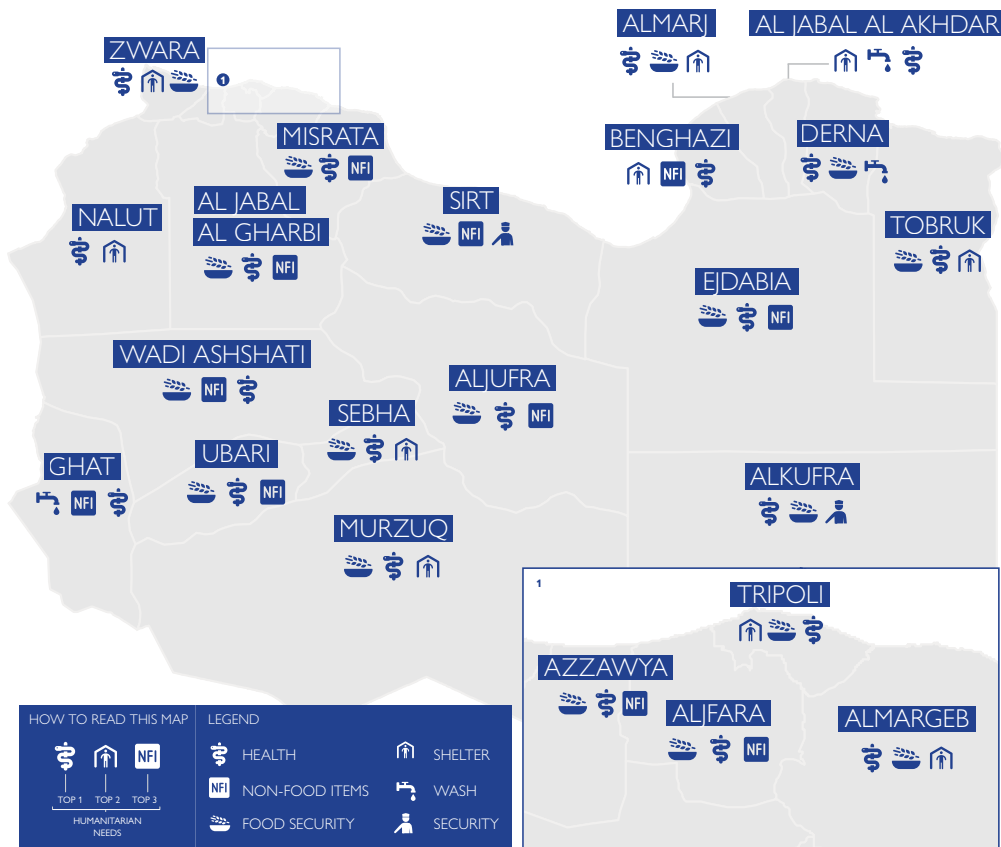 ZWARA
1
ALMARJ
AL JABAL AL AKHDAR
MISRATA
NFI
BENGHAZI
NFI
DERNA
NALUT
AL JABAL
AL GHARBI
NFI
SIRT
NFI
TOBRUK
EJDABIA
NFI
WADI ASHSHATI
NFI
ALJUFRA
NFI
SEBHA
GHAT
NFI
UBARI
NFI
ALKUFRA
MURZUQ
1
TRIPOLI
AZZAWYA
NFI
ALJFARA
NFI
ALMARGEB
HOW TO READ THIS MAP
NFI
TOP 1 TOP 2 TOP 3
HUMANITARIAN
NEEDS
LEGEND
HEALTH
SHELTER
NFI NON-FOOD ITEMS
WASH
FOOD SECURITY
SECURITY